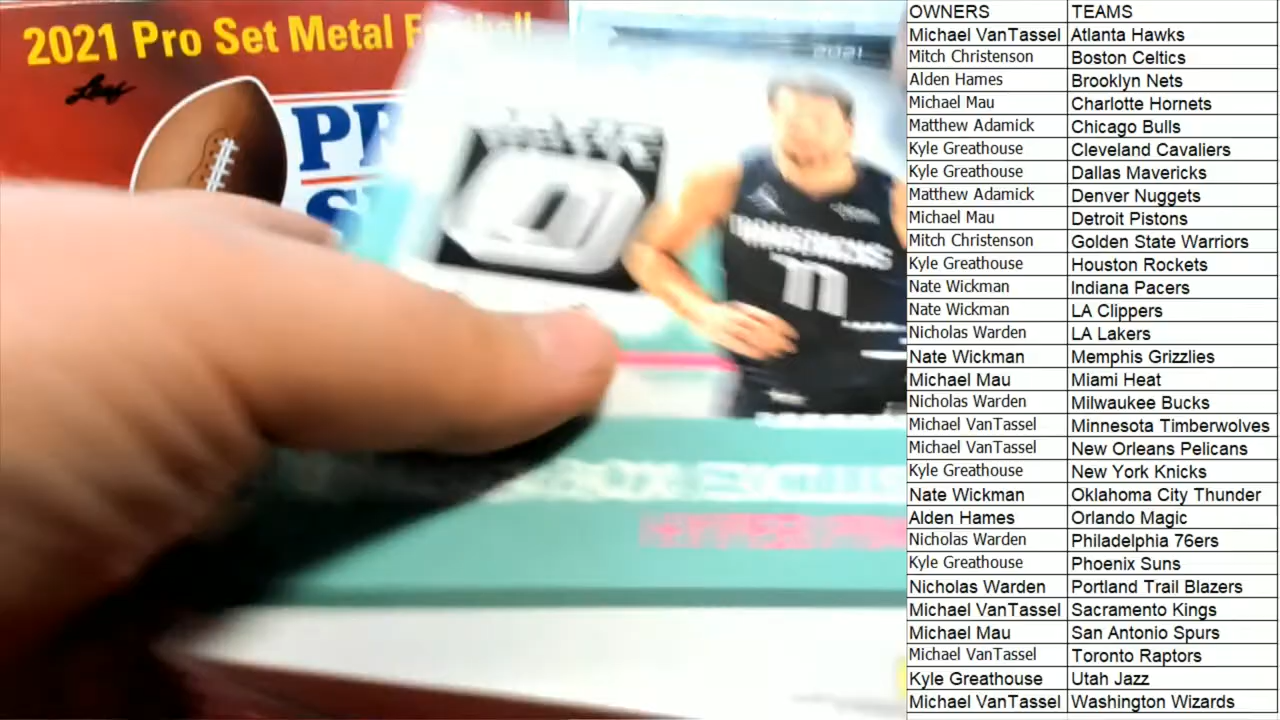 2021 Pro Set Metal Football
Leaf
2021
MAVERICKS
OWNERS TEAMS
Michael VanTassel Atlanta Hawks
Mitch Christenson Boston Celtics
Alden Hames Brooklyn Nets
Michael Mau Charlotte Hornets
Matthew Adamick Chicago Bulls
Kyle Greathouse Cleveland Cavaliers
Kyle Greathouse Dallas Mavericks
Matthew Adamick Denver Nuggets
Michael Mau Detroit Pistons
Mitch Christenson Golden State Warriors
Kyle Greathouse Houston Rockets
Nate Wickman Indiana Pacers
Nate Wickman LA Clippers
Nicholas Warden LA Lakers
Nate Wickman Memphis Grizzlies
Michael Mau Miami Heat
Nicholas Warden Milwaukee Bucks
Michael VanTassel Minnesota Timberwolves
Michael VanTassel New Orleans Pelicans
Kyle Greathouse New York Knicks
Nate Wickman Oklahoma City Thunder
Alden Hames Orlando Magic
Nicholas Warden Philadelphia 76ers
Kyle Greathouse Phoenix Suns
Nicholas Warden Portland Trail Blazers
Michael VanTassel Sacramento Kings
Michael Mau San Antonio Spurs
Michael VanTassel Toronto Raptors
Kyle Greathouse Utah Jazz
Michael VanTassel Washington Wizards